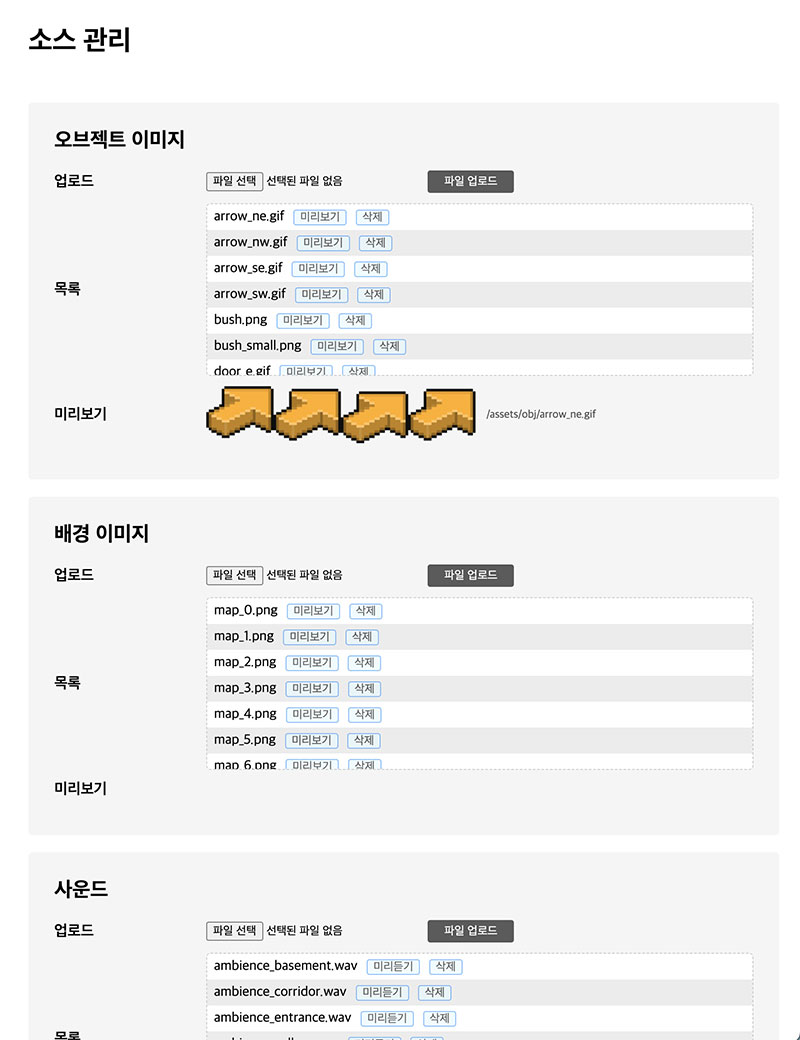 소스 관리
오브젝트 이미지
업로드 파일 선택 선택된 파일 없음 파일 업로드
arrow_ne.gif 미리보기 삭제
arrow_nw.gif 미리보기 삭제
arrow_se.gif 미리보기 삭제
목록
arrow_sw.gif 미리보기 삭제
bush.png 미리보기 삭제
bush_small.png 미리보기 삭제
door_e.gif 미리보기 삭제
미리보기 /assets/obj/arrow_ne.gif
배경 이미지
업로드 파일 선택 선택된 파일 없음 파일 업로드
map_0.png 미리보기 삭제
map_1.png 미리보기 삭제
map_2.png 미리보기 삭제
목록
map_3.png 미리보기 삭제
map_4.png 미리보기 삭제
map_5.png 미리보기 삭제
map_6.png 미리보기 삭제
미리보기
사운드
업로드 파일 선택 선택된 파일 없음 파일 업로드
ambience_basement.wav 미리듣기 삭제
ambience_corridor.wav 미리듣기 삭제
ambience_entrance.wav 미리듣기 삭제
목록